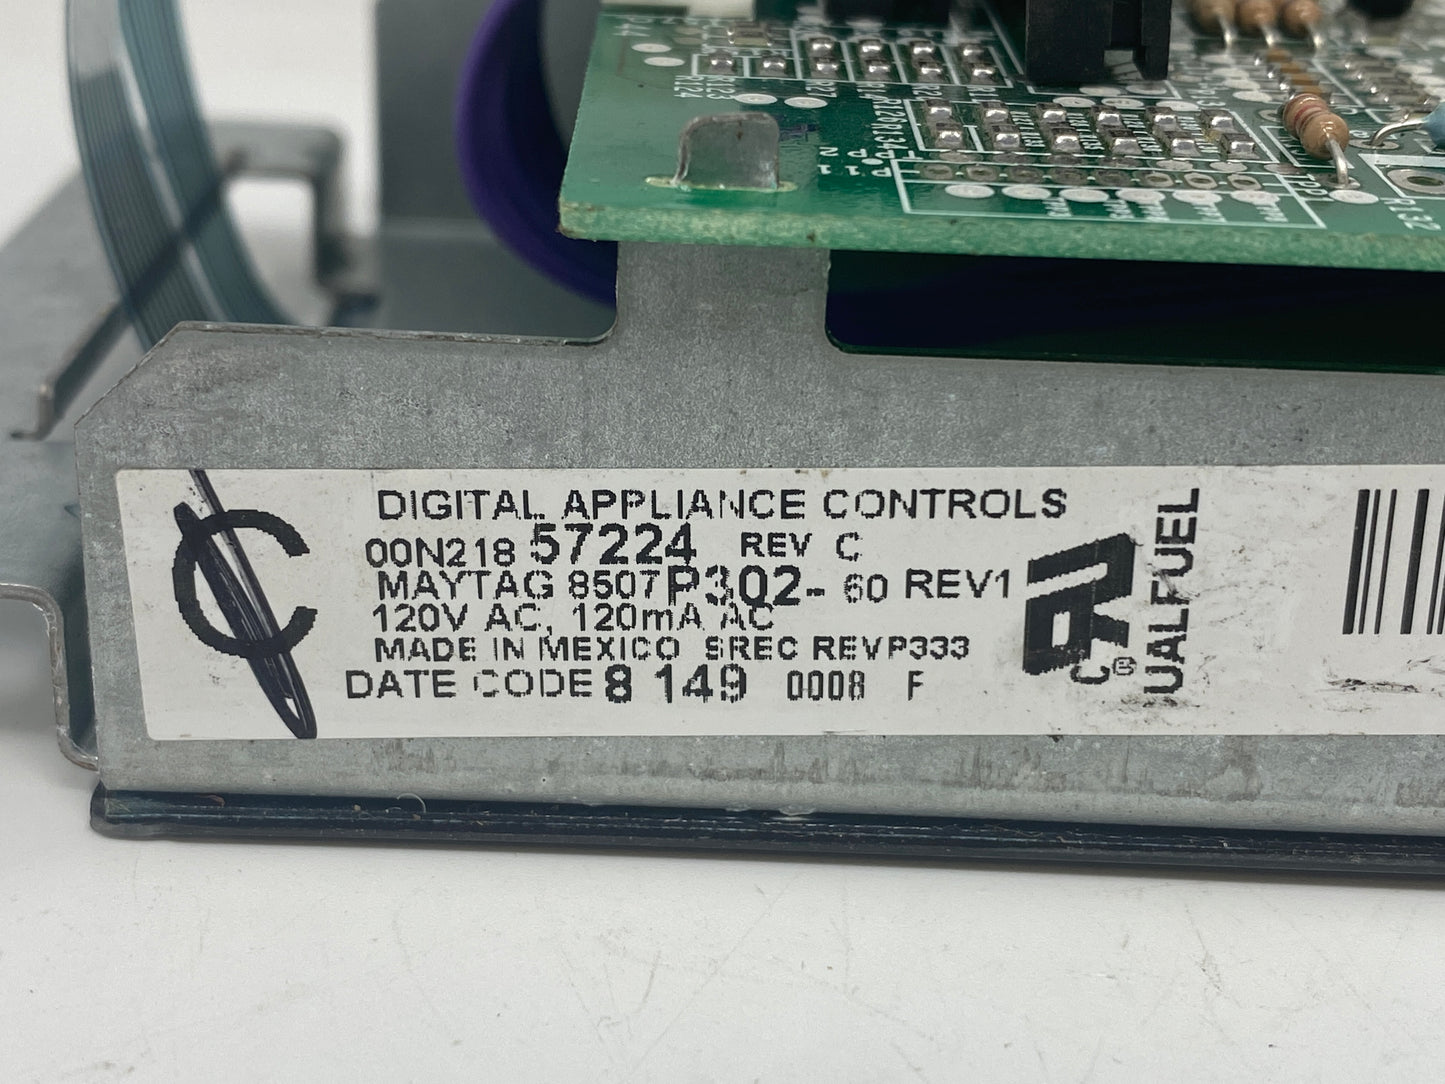 C
DIGITAL APPLIANCE CONTROLS
00N218 57224 REV C
MAYTAG 8507P302-60 REV1
120V AC, 120mA AC
MADE IN MEXICO SREC REVP333
DATE CODE 8 149 0008 F
UALFUEL
R132